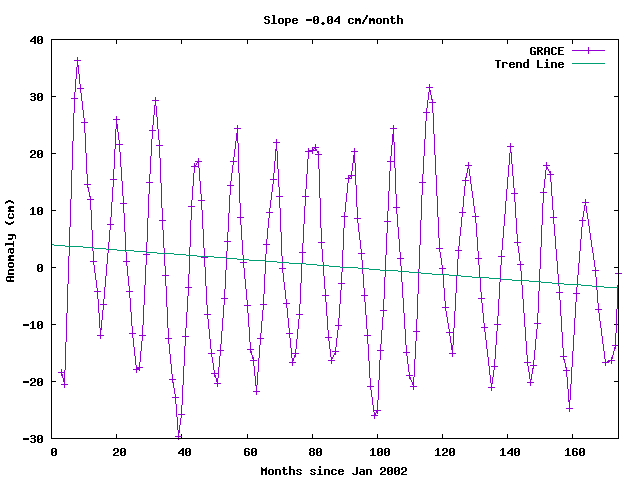 Slope -0.04 cm/month
40
30
20
10
0
-10
-20
-30
Anomaly (cm)
GRACE
Trend Line
0 20 40 60 80 100 120 140 160
Months since Jan 2002